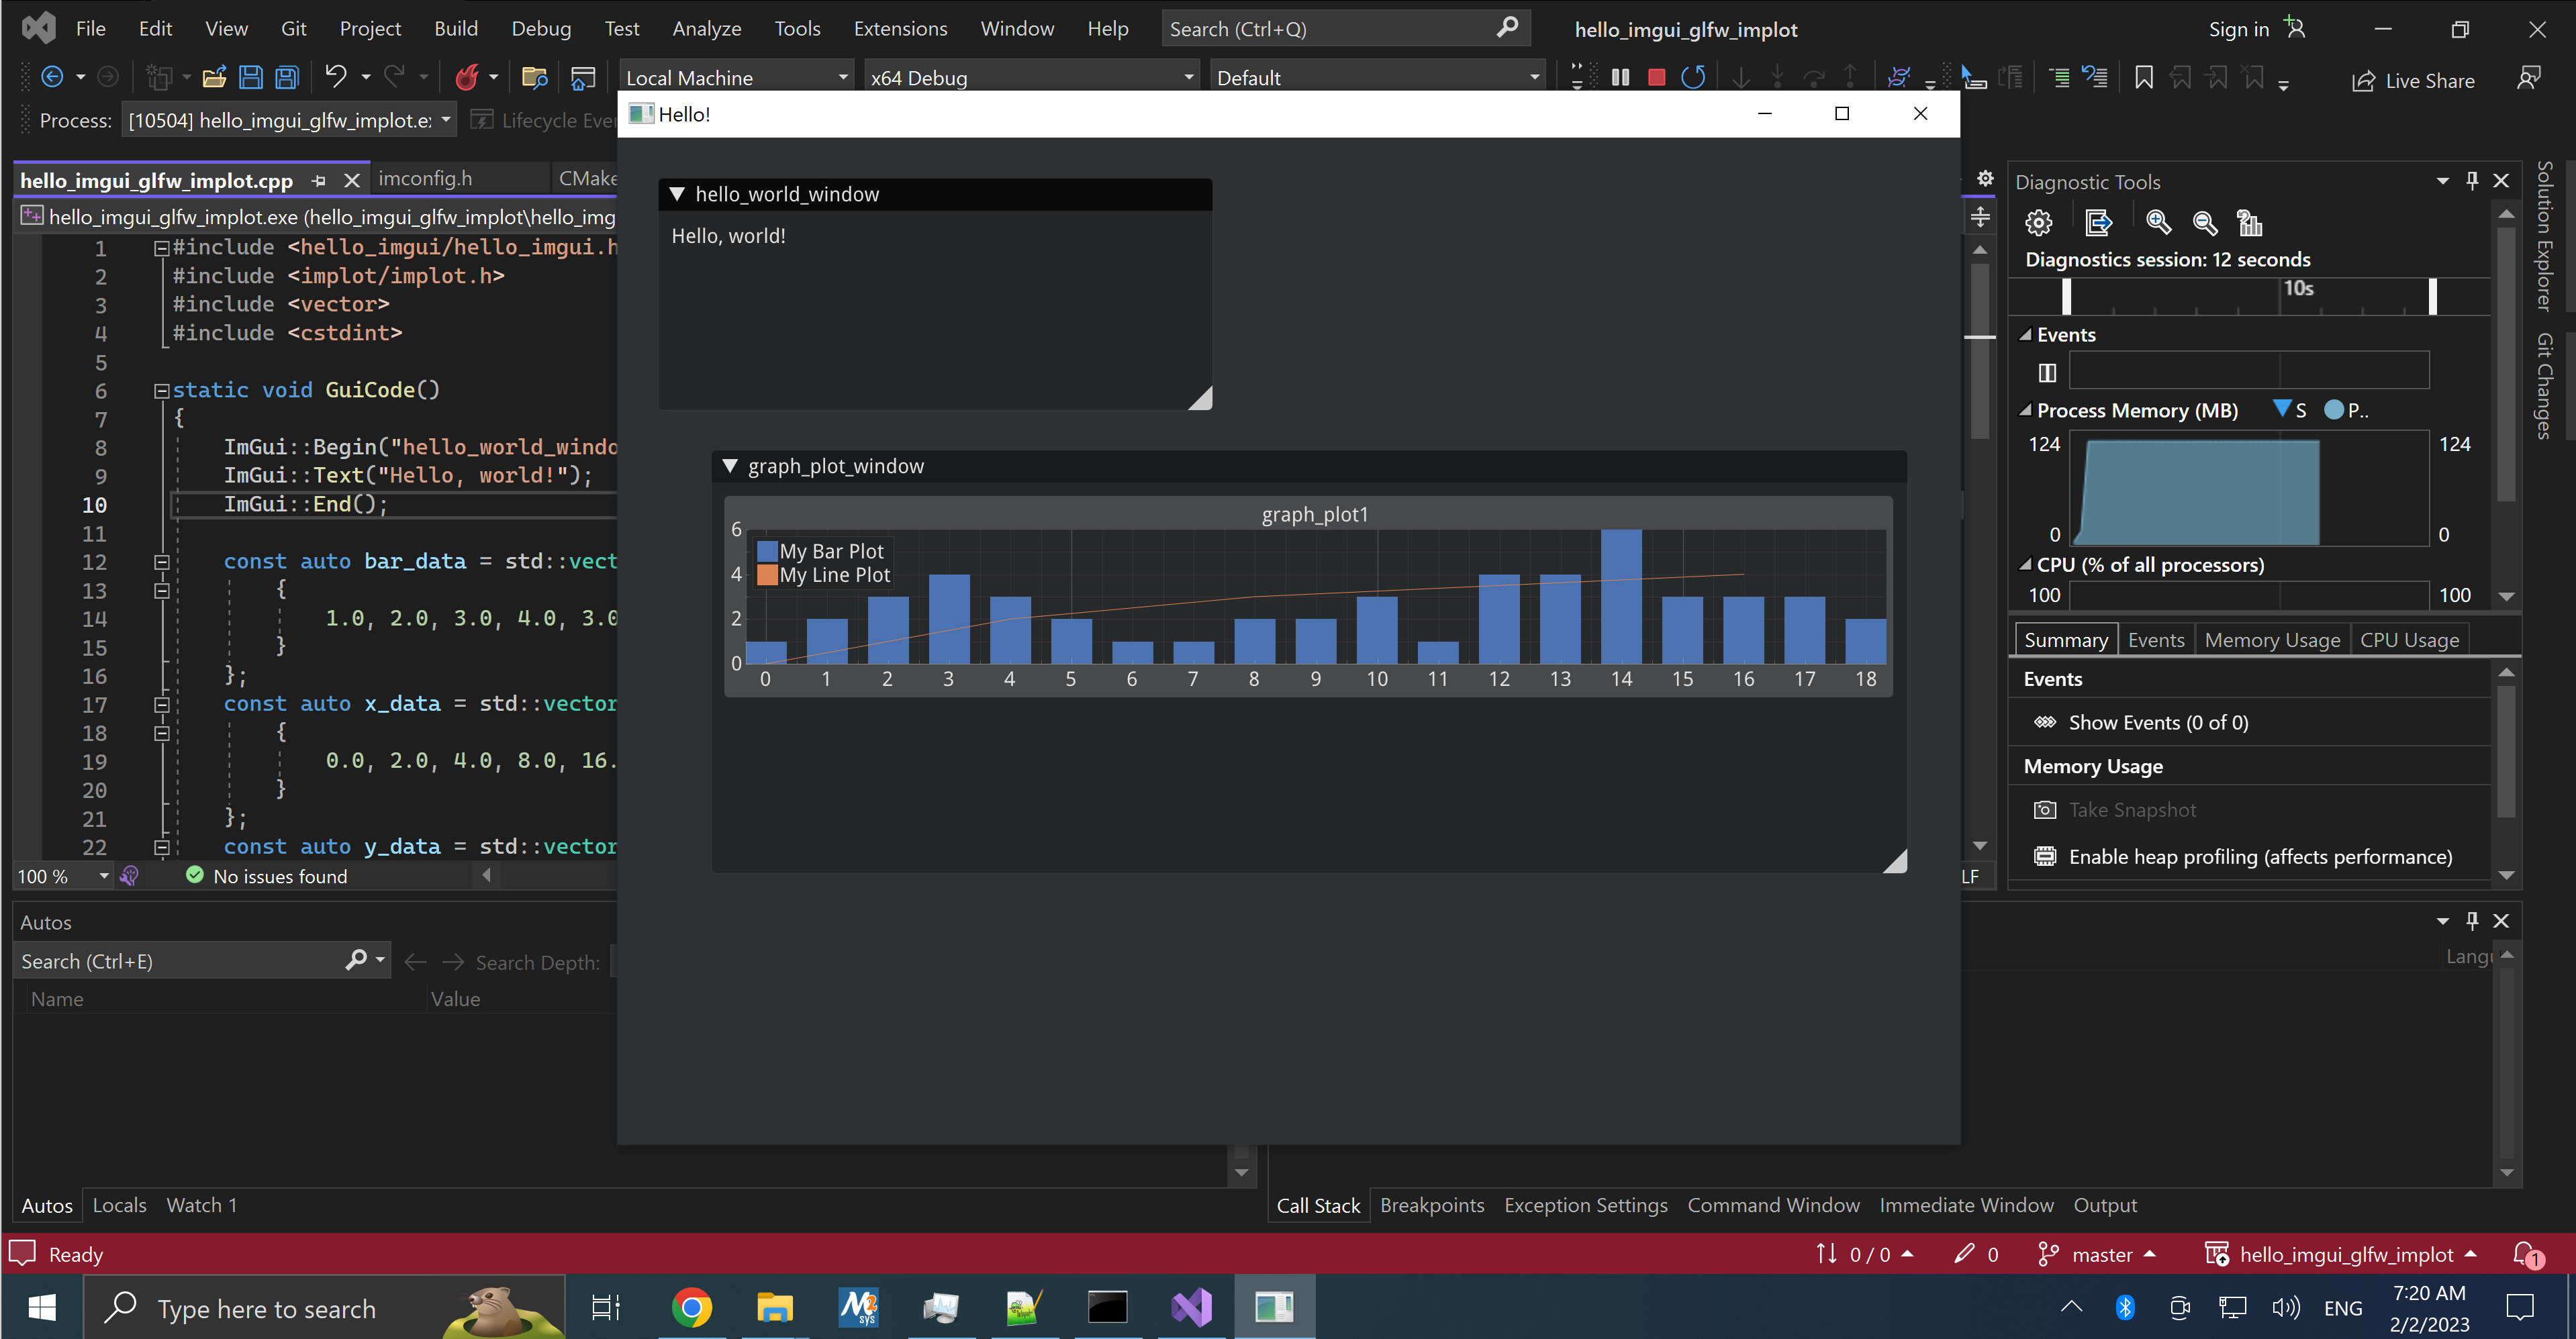 File Edit View Git Project Build Debug Test Analyze Tools Extensions Window Help Search (Ctrl+Q) hello_imgui_glfw_implot Sign in
Local Machine x64 Debug Default Live Share
Process: [10504] hello_imgui_glfw_implot.e Lifecycle Eve
hello_imgui_glfw_implot.cpp imconfig.h CMake
hello_imgui_glfw_implot.exe (hello_imgui_glfw_implot\hello_img
1 #include <hello_imgui/hello_imgui.h
2 #include <implot/implot.h>
3 #include <vector>
4 #include <cstdint>
5
6 static void GuiCode()
7 {
8 ImGui::Begin("hello_world_windo
9 ImGui::Text("Hello, world!");
10 ImGui::End();
11
12 const auto bar_data = std::vect
13 {
14 1.0, 2.0, 3.0, 4.0, 3.0
15 }
16 };
17 const auto x_data = std::vector
18 {
19 0.0, 2.0, 4.0, 8.0, 16.
20 }
21 };
22 const auto y_data = std::vector
100 % No issues found
LF
Hello!
hello_world_window
Hello, world!
graph_plot_window
graph_plot1
My Bar Plot
My Line Plot
6
4
2
0
0 1 2 3 4 5 6 7 8 9 10 11 12 13 14 15 16 17 18
Diagnostic Tools
Diagnostics session: 12 seconds
10s
Events
Process Memory (MB) S P..
124 124
0 0
CPU (% of all processors)
100 100
Summary Events Memory Usage CPU Usage
Events
Show Events (0 of 0)
Memory Usage
Take Snapshot
Enable heap profiling (affects performance)
Solution Explorer
Git Changes
Autos
Search (Ctrl+E) Search Depth:
Name Value
Langu
Autos Locals Watch 1
Call Stack Breakpoints Exception Settings Command Window Immediate Window Output
Ready 0 / 0 0 master hello_imgui_glfw_implot 1
Type here to search
M2
sys
ENG
7:20 AM
2/2/2023